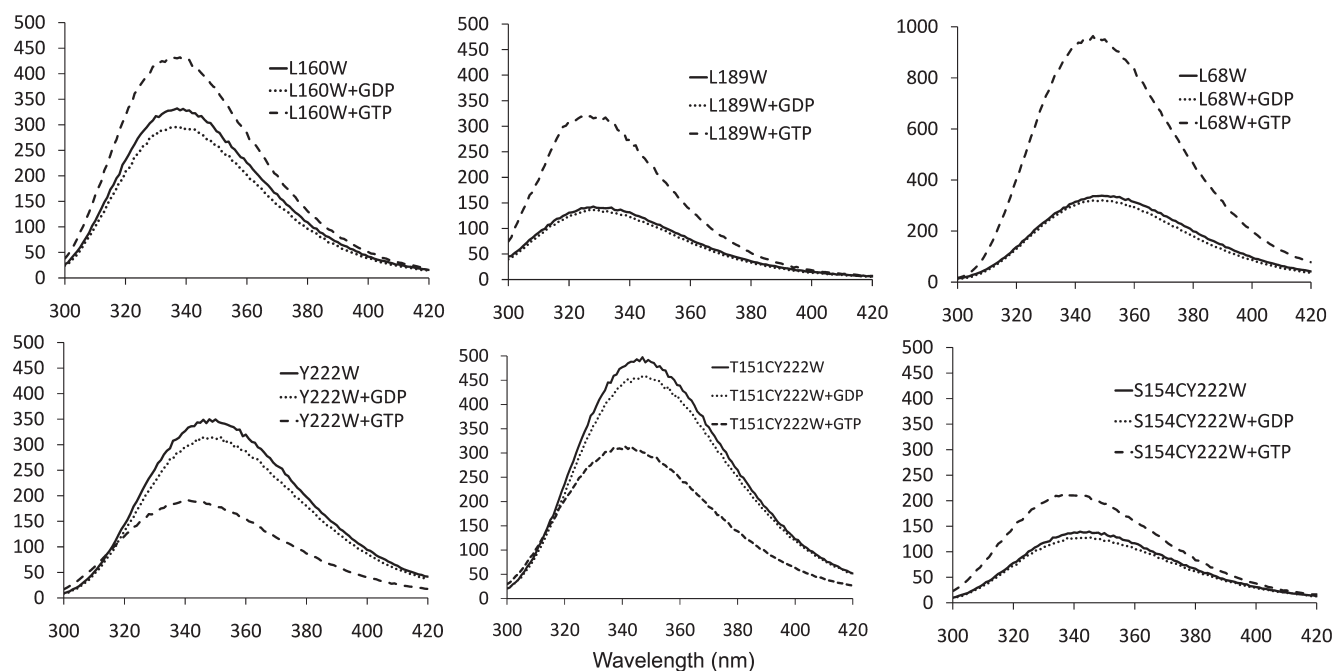 500
450
400
350
300
250
200
150
100
50
0
L160W
L160W+GDP
L160W+GTP
300 320 340 360 380 400 420
500
450
400
350
300
250
200
150
100
50
0
L189W
L189W+GDP
L189W+GTP
300 320 340 360 380 400 420
1000
800
600
400
200
0
L68W
L68W+GDP
L68W+GTP
300 320 340 360 380 400 420
500
450
400
350
300
250
200
150
100
50
0
Y222W
Y222W+GDP
Y222W+GTP
300 320 340 360 380 400 420
500
450
400
350
300
250
200
150
100
50
0
T151CY222W
T151CY222W+GDP
T151CY222W+GTP
300 320 340 360 380 400 420
500
450
400
350
300
250
200
150
100
50
0
S154CY222W
S154CY222W+GDP
S154CY222W+GTP
300 320 340 360 380 400 420
Wavelength (nm)